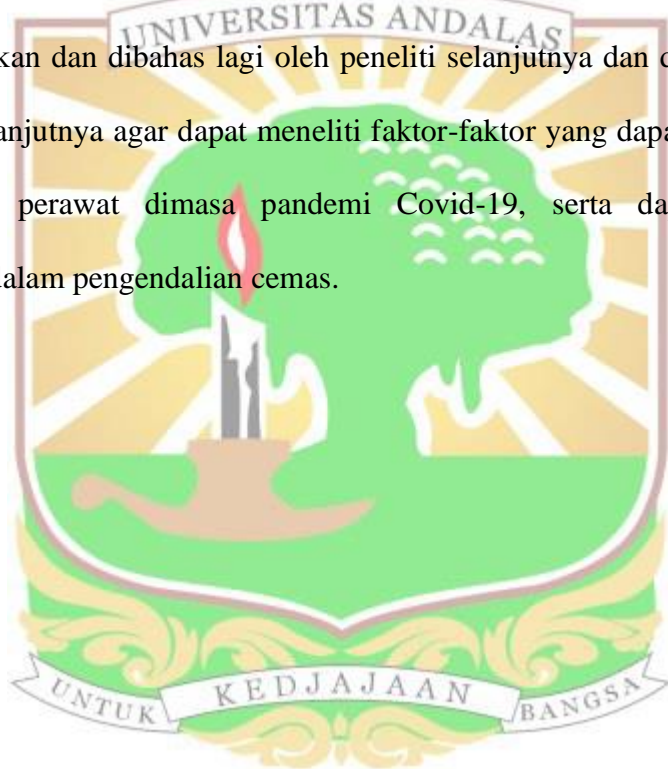 UNIVERSITAS ANDALAS
kan dan dibahas lagi oleh peneliti selanjutnya dan
anjutnya agar dapat meneliti faktor-faktor yang dapa
perawat dimasa pandemi Covid-19, serta da
dalam pengendalian cemas.
UNTUK KEDJAJAAN BANGSA